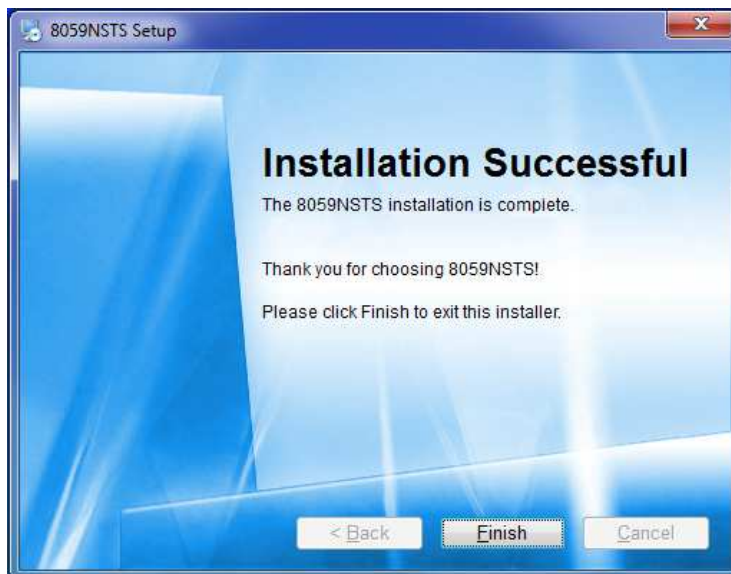 8059NSTS Setup
Installation Successful
The 8059NSTS installation is complete.
Thank you for choosing 8059NSTS!
Please click Finish to exit this installer.
< Back Finish Cancel